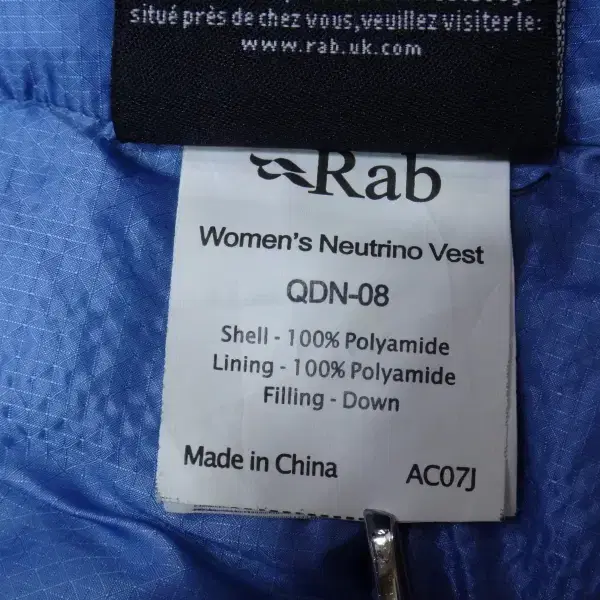 situé près de chez vous,veuillez visiter le:
www.rab.uk.com
Rab
Women's Neutrino Vest
QDN-08
Shell - 100% Polyamide
Lining - 100% Polyamide
Filling - Down
Made in China AC07J